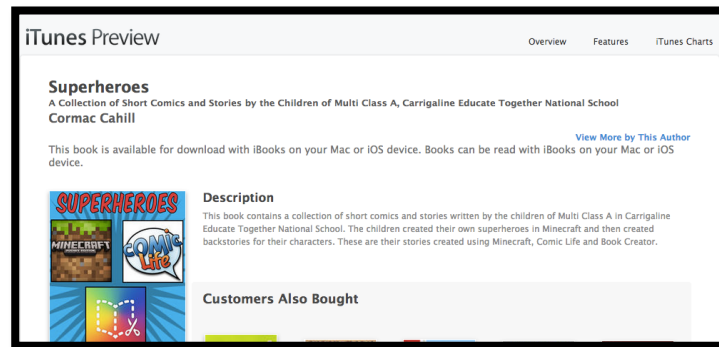 iTunes Preview
Overview Features iTunes Charts
Superheroes
A Collection of Short Comics and Stories by the Children of Multi Class A, Carrigaline Educate Together National School
Cormac Cahill
View More by This Author
This book is available for download with iBooks on your Mac or iOS device. Books can be read with iBooks on your Mac or iOS
device.
SUPERHEROES
MINECRAFT
COMIC
Life
Description
This book contains a collection of short comics and stories written by the children of Multi Class A in Carrigaline
Educate Together National School. The children created their own superheroes in Minecraft and then created
backstories for their characters. These are their stories created using Minecraft, Comic Life and Book Creator.
Customers Also Bought